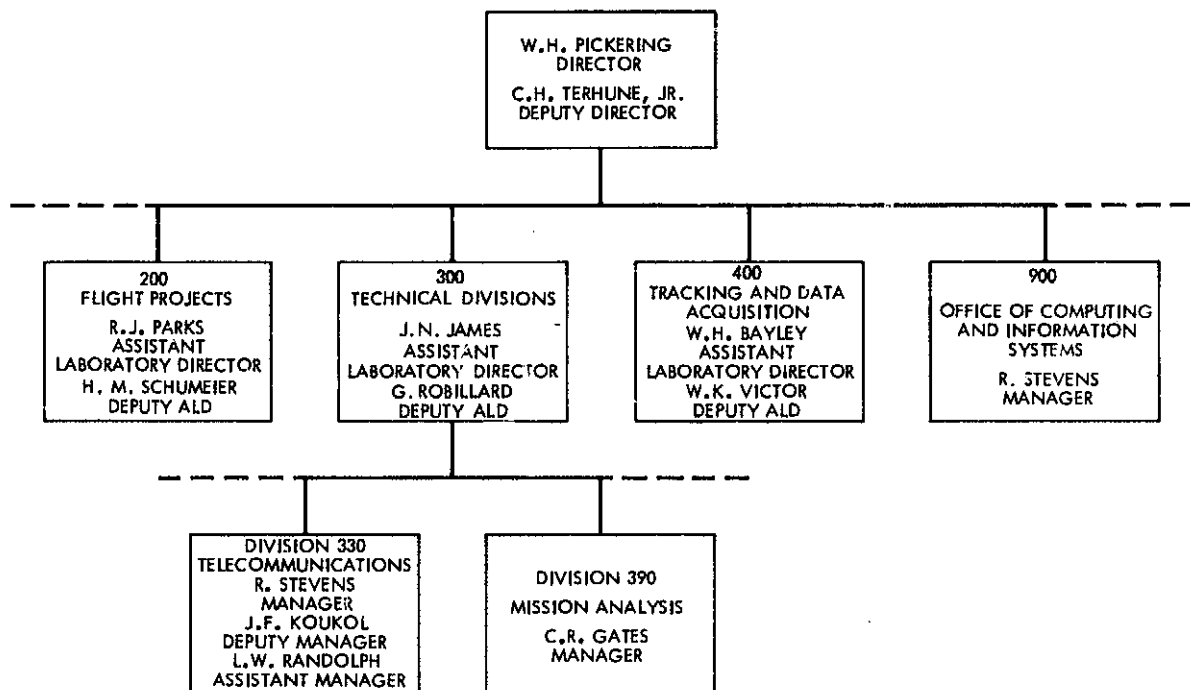 W.H. PICKERING
DIRECTOR
C.H. TERHUNE, JR.
DEPUTY DIRECTOR
200
FLIGHT PROJECTS
R.J. PARKS
ASSISTANT
LABORATORY DIRECTOR
H. M. SCHUMEIER
DEPUTY ALD
300
TECHNICAL DIVISIONS
J.N. JAMES
ASSISTANT
LABORATORY DIRECTOR
G. ROBILLARD
DEPUTY ALD
400
TRACKING AND DATA
ACQUISITION
W.H. BAYLEY
ASSISTANT
LABORATORY DIRECTOR
W.K. VICTOR
DEPUTY ALD
900
OFFICE OF COMPUTING
AND INFORMATION
SYSTEMS
R. STEVENS
MANAGER
DIVISION 330
TELECOMMUNICATIONS
R. STEVENS
MANAGER
J.F. KOUKOL
DEPUTY MANAGER
L.W. RANDOLPH
ASSISTANT MANAGER
DIVISION 390
MISSION ANALYSIS
C.R. GATES
MANAGER